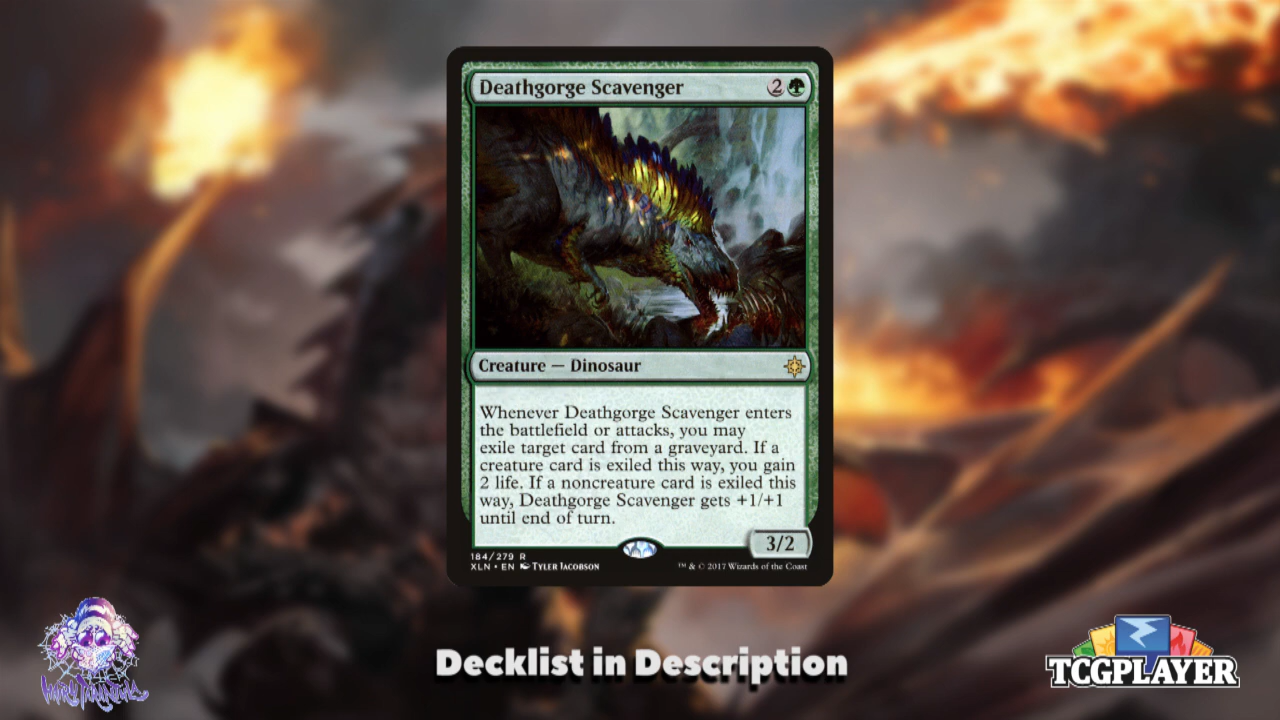 Deathgorge Scavenger 2
Creature — Dinosaur
Whenever Deathgorge Scavenger enters
the battlefield or attacks, you may
exile target card from a graveyard. If a
creature card is exiled this way, you gain
2 life. If a noncreature card is exiled this
way, Deathgorge Scavenger gets +1/+1
until end of turn.
3/2
184/279 R
XLN • EN TYLER JACOBSON
™ & © 2017 Wizards of the Coast
Decklist in Description
TCGPLAYER